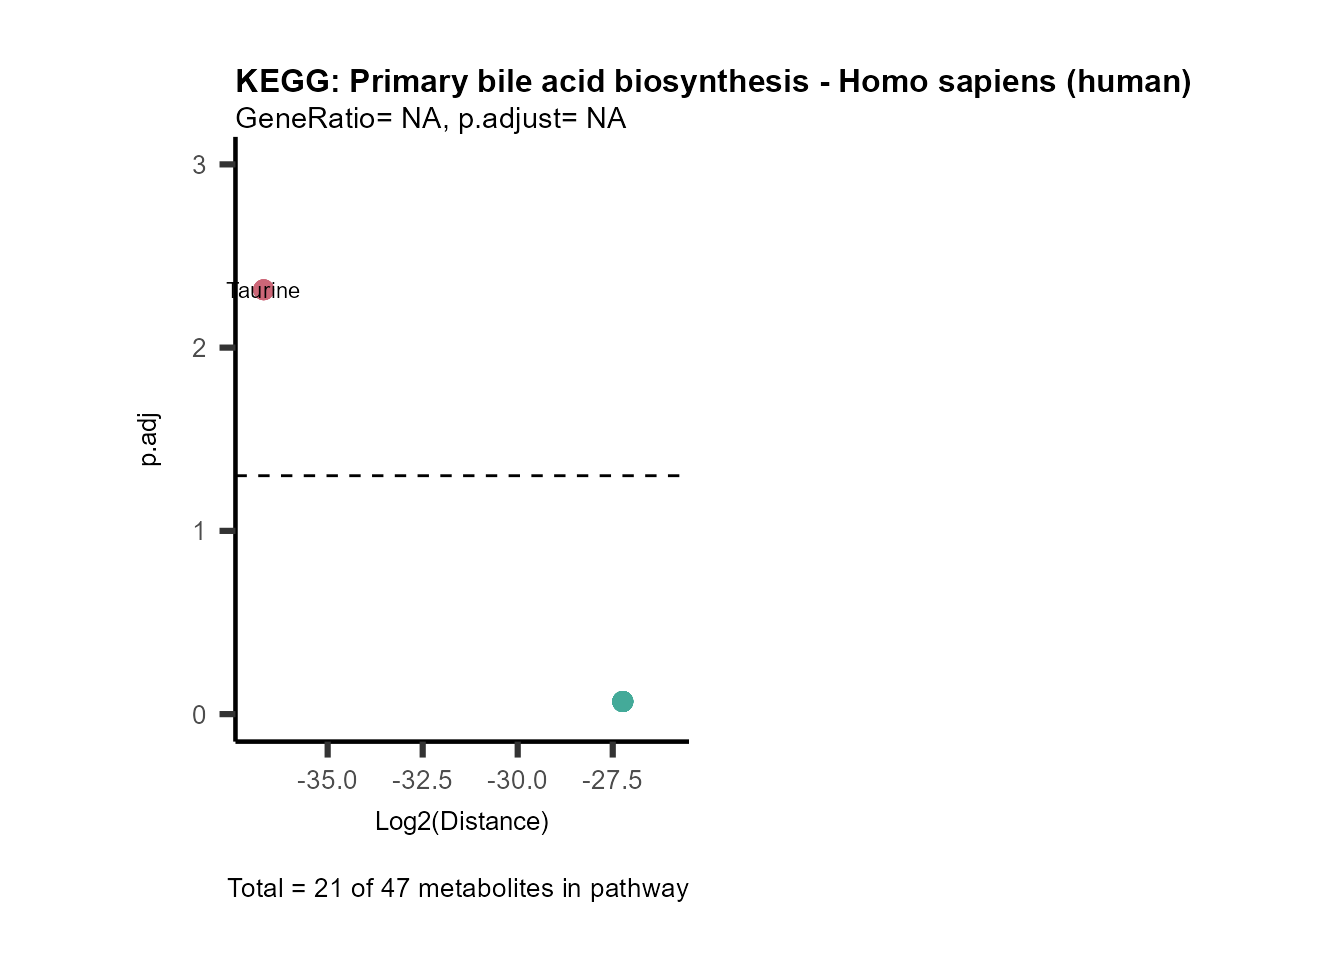 KEGG: Primary bile acid biosynthesis - Homo sapiens (human)
GeneRatio= NA, p.adjust= NA
3
Taurine
2
p.adj
1
0
-35.0 -32.5 -30.0 -27.5
Log2(Distance)
Total = 21 of 47 metabolites in pathway